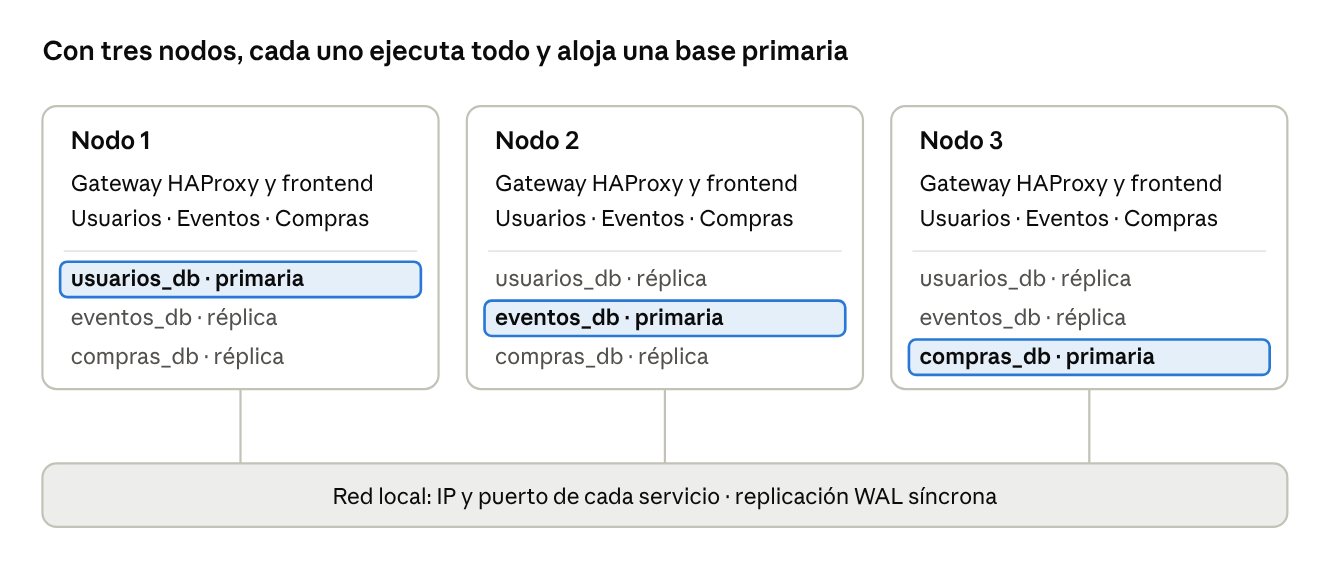 Con tres nodos, cada uno ejecuta todo y aloja una base primaria
Nodo 1
Gateway HAProxy y frontend
Usuarios · Eventos · Compras
usuarios_db · primaria
eventos_db · réplica
compras_db · réplica
Nodo 2
Gateway HAProxy y frontend
Usuarios · Eventos · Compras
usuarios_db · réplica
eventos_db · primaria
compras_db · réplica
Nodo 3
Gateway HAProxy y frontend
Usuarios · Eventos · Compras
usuarios_db · réplica
eventos_db · réplica
compras_db · primaria
Red local: IP y puerto de cada servicio · replicación WAL síncrona